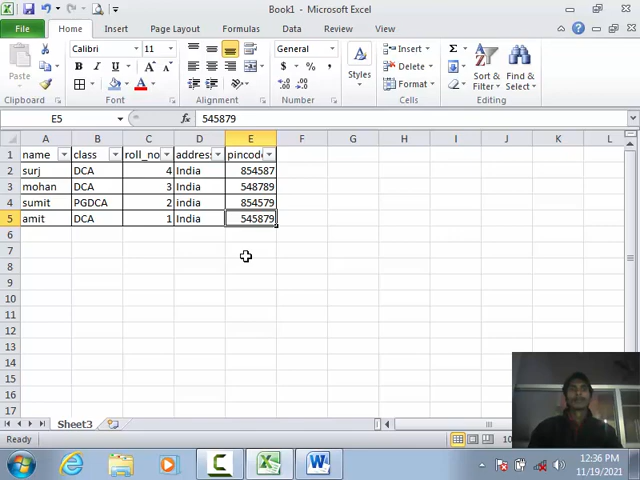 Book1 - Microsoft Excel
File Home Insert Page Layout Formulas Data Review View
Paste
Clipboard
Calibri 11
B I U A A
Font
Alignment
General
$ % ,
Number
Styles
Insert
Delete
Format
Cells
Σ
Sort & Filter
Find & Select
Editing
E5 fx 545879
A B C D E F G H I J K L
1 name class roll_no address pincode
2 surj DCA 4 India 854587
3 mohan DCA 3 India 548789
4 sumit PGDCA 2 india 854579
5 amit DCA 1 India 545879
6
7
8
9
10
11
12
13
14
15
16
17
Sheet3
Ready 10
W 12:36 PM
11/19/2021